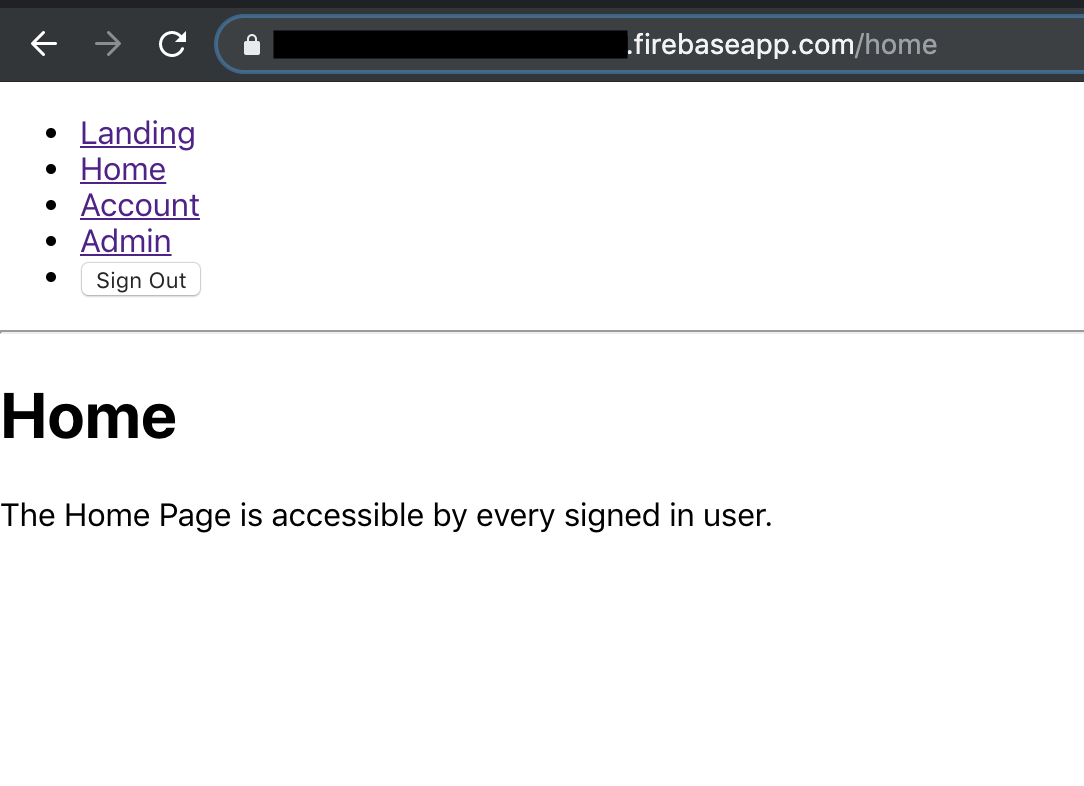 .firebaseapp.com/home
Landing
Home
Account
Admin
Sign Out
Home
The Home Page is accessible by every signed in user.